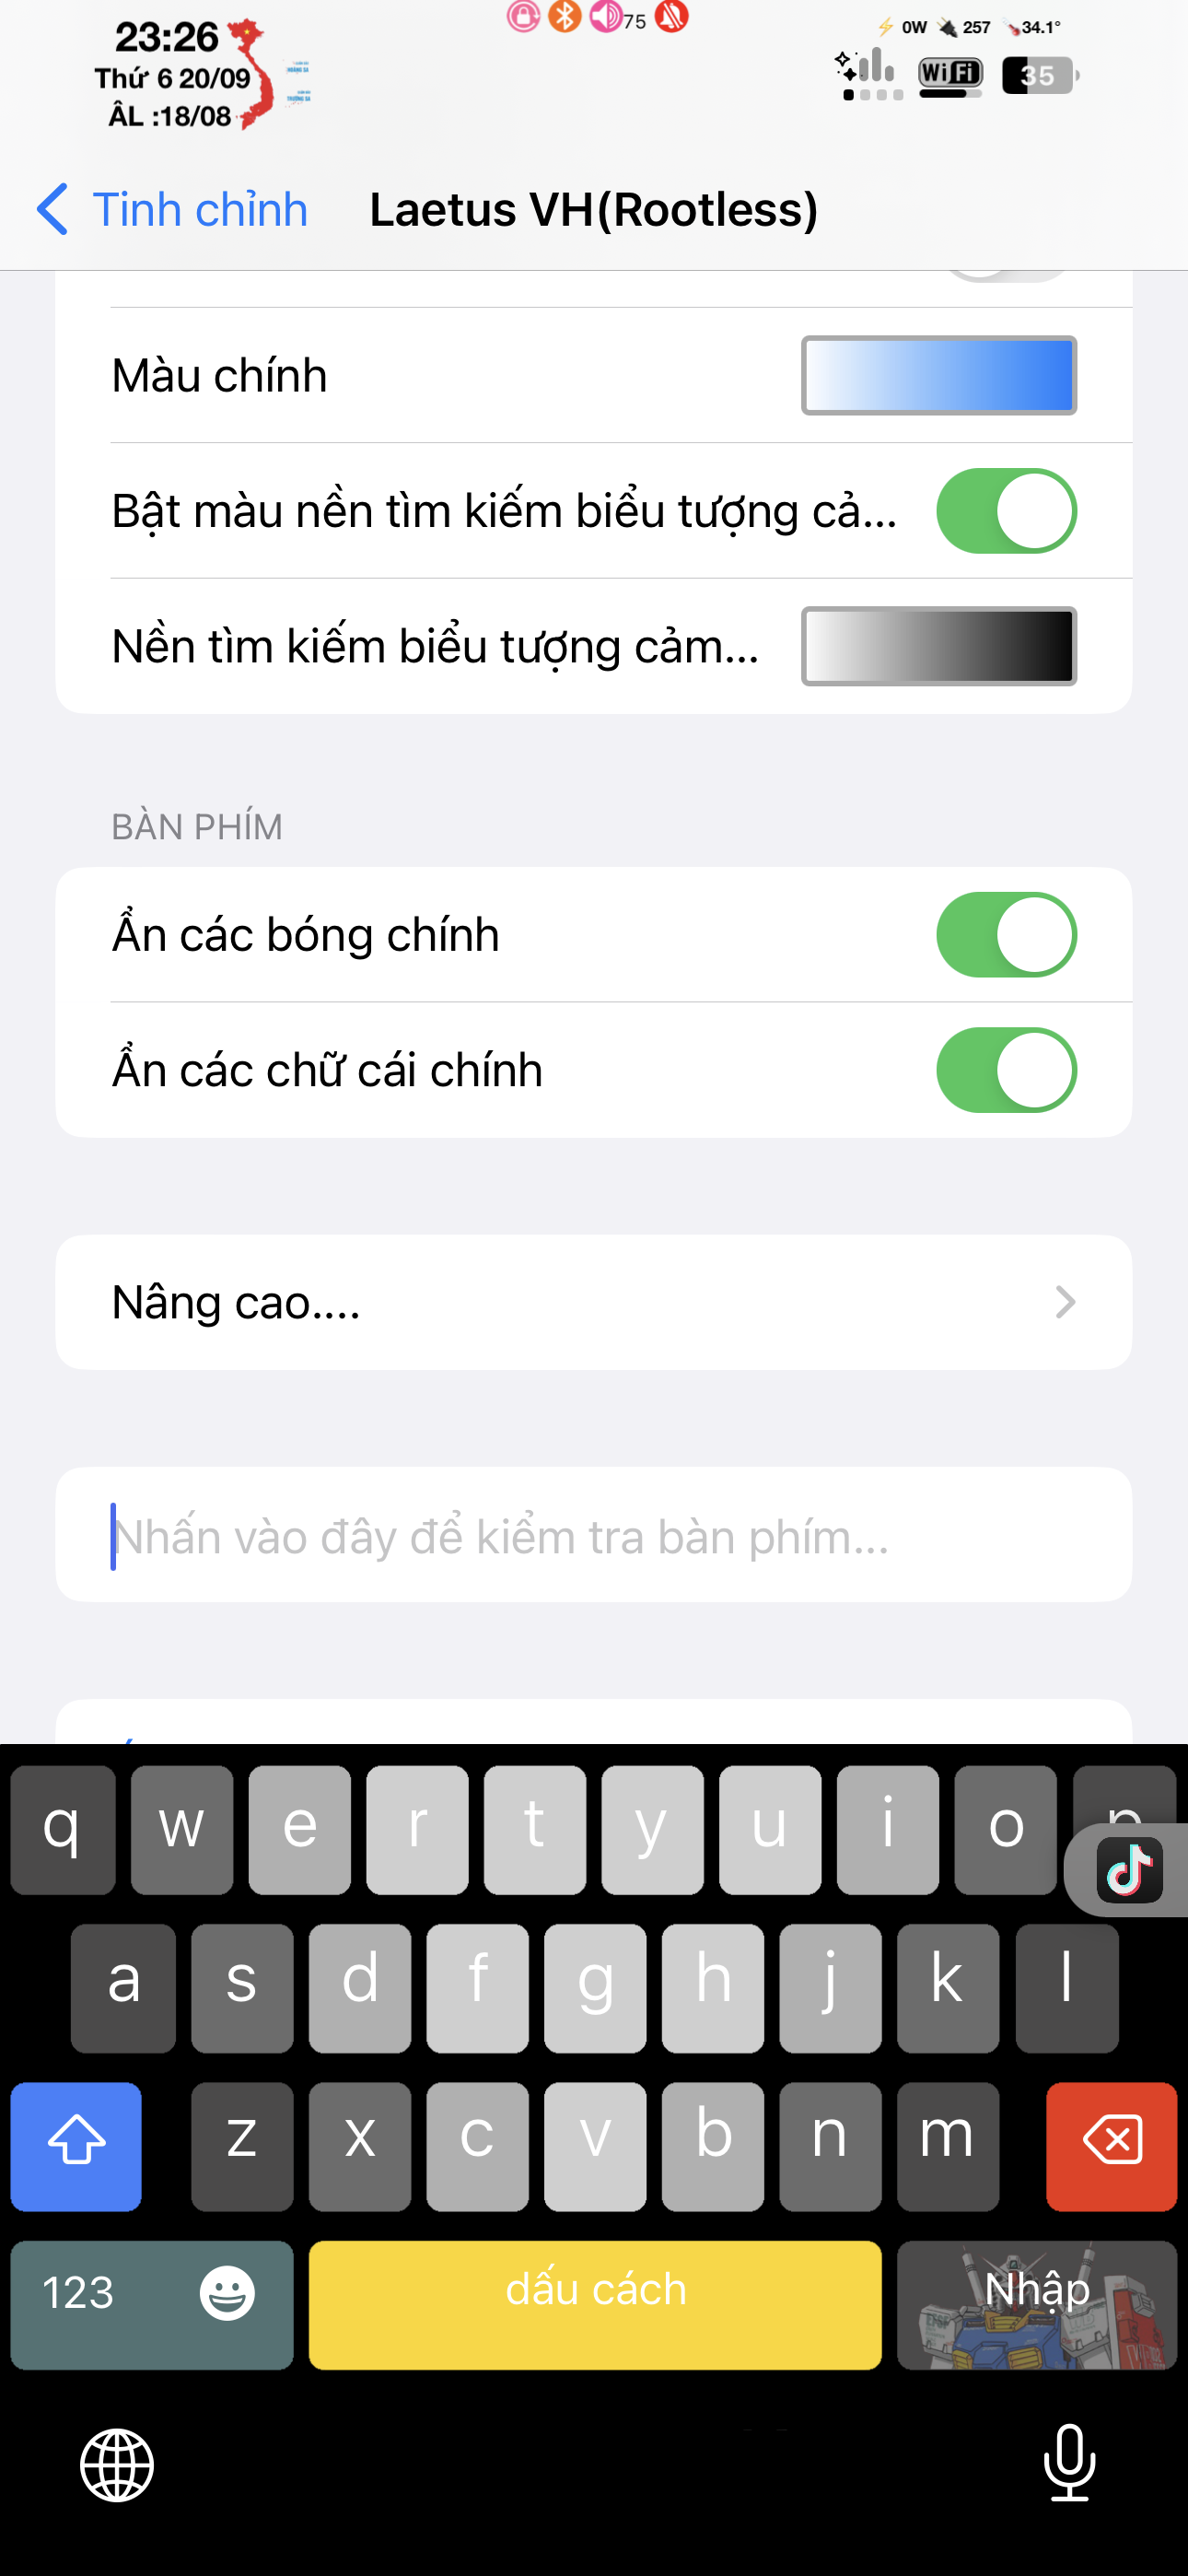 23:26
Thứ 6 20/09
ÂL :18/08
75
0W 257 34.1°
WiFi
35
Tinh chỉnh
Laetus VH(Rootless)
Màu chính
Bật màu nền tìm kiếm biểu tượng cả...
Nền tìm kiếm biểu tượng cảm...
BÀN PHÍM
Ẩn các bóng chính
Ẩn các chữ cái chính
Nâng cao....
Nhấn vào đây để kiểm tra bàn phím...
q w e r t y u i o p
a s d f g h j k l
z x c v b n m
123 dấu cách Nhập